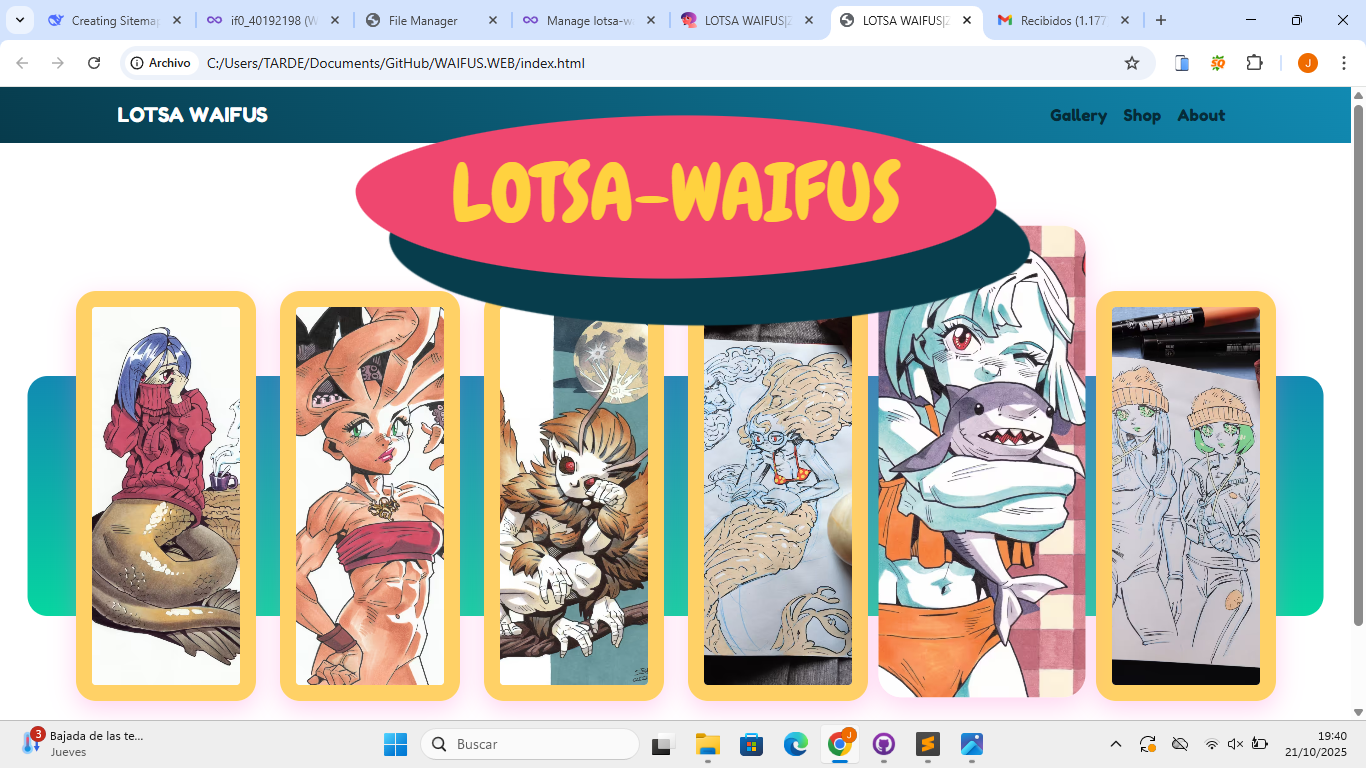 Creating Sitemap
if0_40192198 (W
File Manager
Manage lotsa-w
LOTSA WAIFUS|Z
LOTSA WAIFUS|Z
Recibidos (1.177
Archivo
C:/Users/TARDE/Documents/GitHub/WAIFUS.WEB/index.html
J
LOTSA WAIFUS
Gallery
Shop
About
LOTSA-WAIFUS
3
Bajada de las te...
Jueves
Buscar
J
19:40
21/10/2025